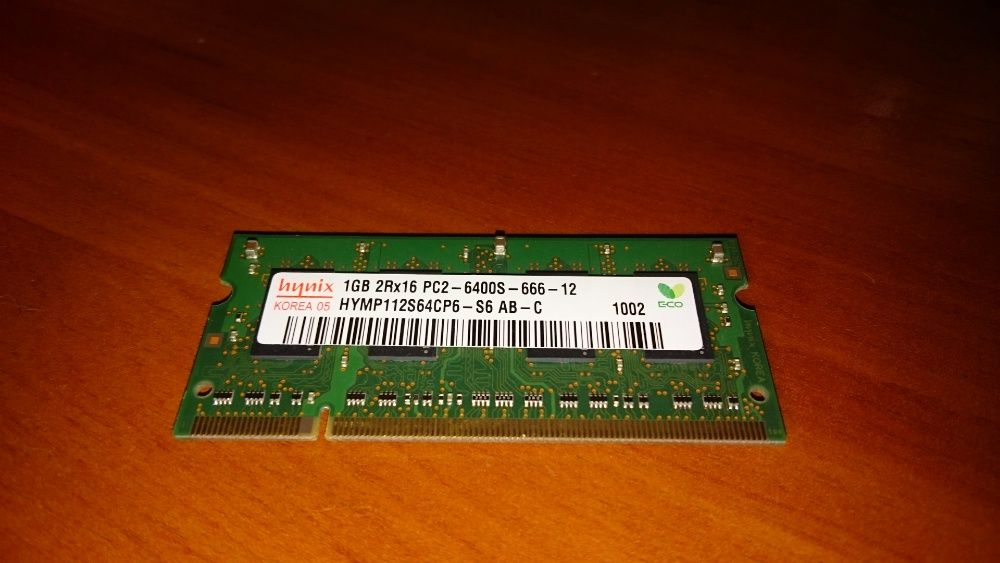 hynix 1GB 2Rx16 PC2-6400S-666-12
KOREA 05 HYMP112S64CP6-S6 AB-C 1002
ECO